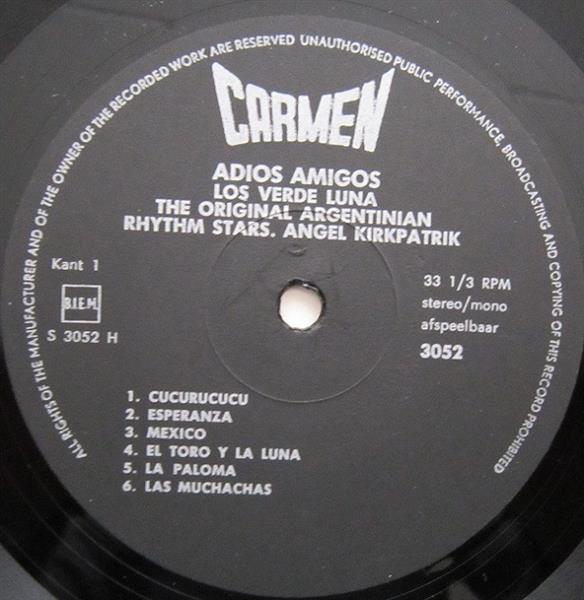 ALL RIGHTS OF THE MANUFACTURER AND OF THE OWNER OF THE RECORDED WORK ARE RESERVED UNAUTHORISED PUBLIC PERFORMANCE, BROADCASTING AND COPYING OF THIS RECORD PROHIBITED
CARMEN
ADIOS AMIGOS
LOS VERDE LUNA
THE ORIGINAL ARGENTINIAN
RHYTHM STARS. ANGEL KIRKPATRIK
Kant 1
B.I.E.M.
S 3052 H
33 1/3 RPM
stereo/mono
afspeelbaar
3052
1. CUCURUCUCU
2. ESPERANZA
3. MEXICO
4. EL TORO Y LA LUNA
5. LA PALOMA
6. LAS MUCHACHAS